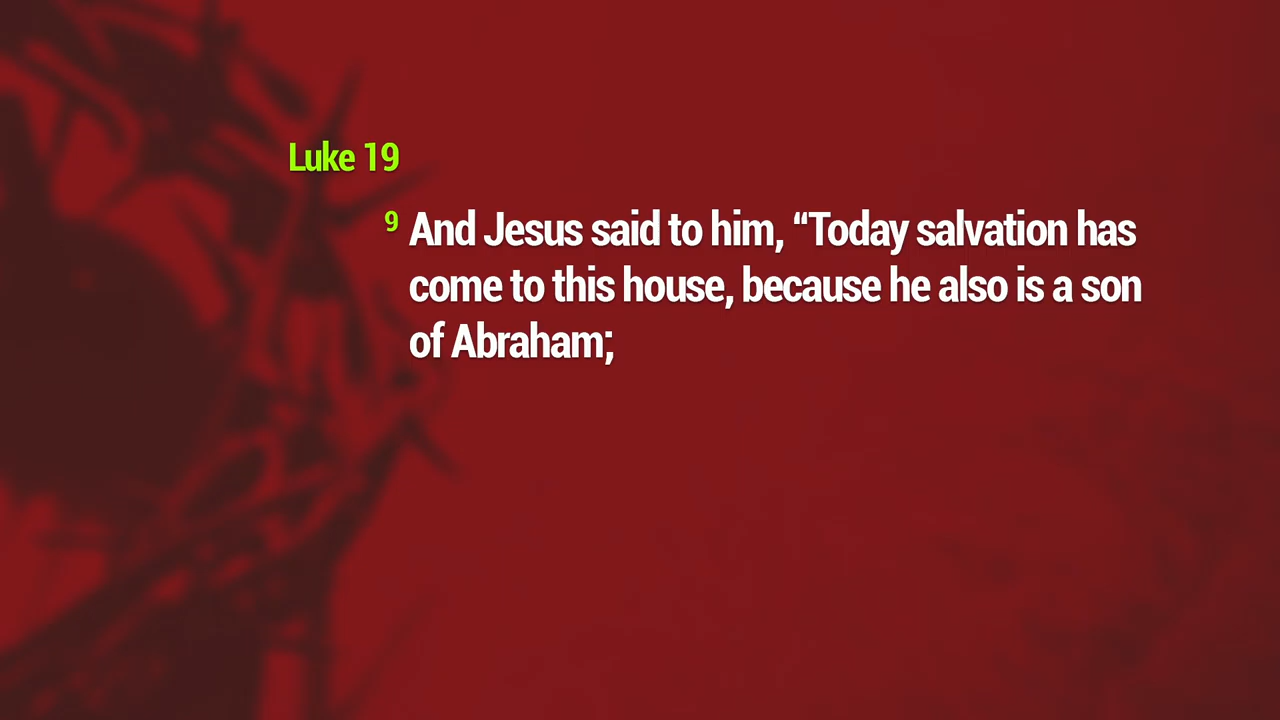 Luke 19
9 And Jesus said to him, “Today salvation has
come to this house, because he also is a son
of Abraham;